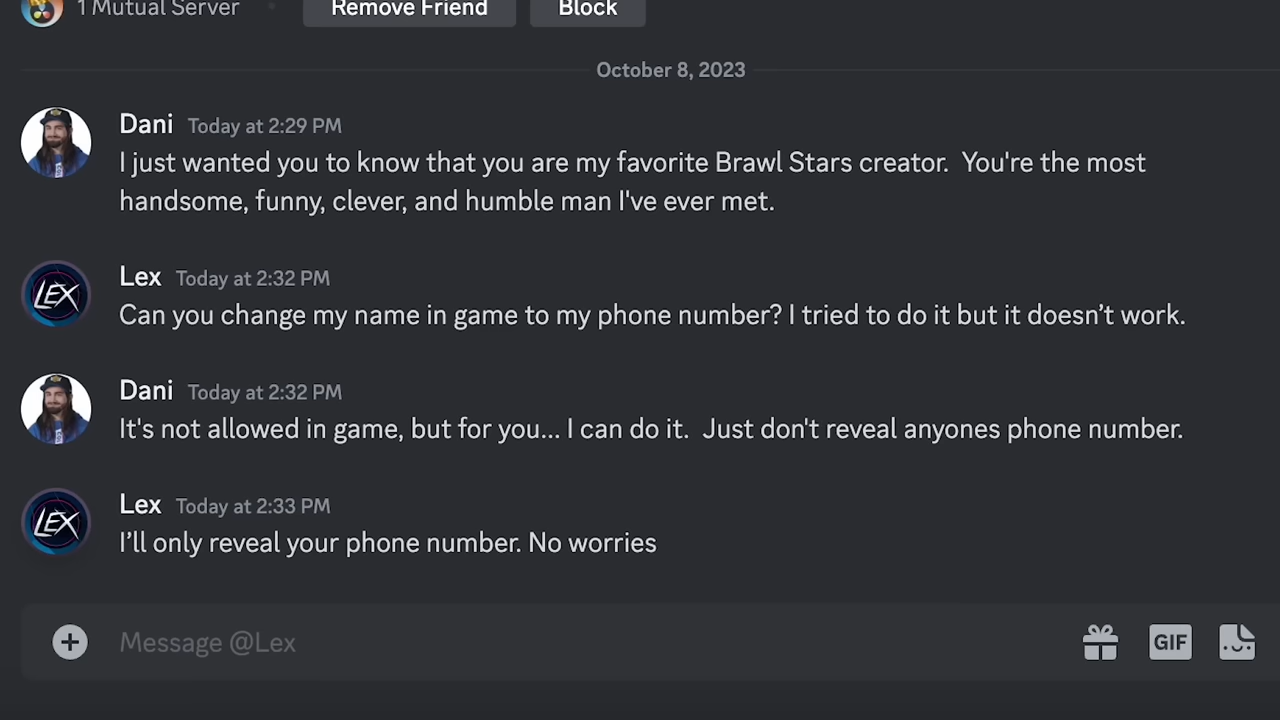 1 Mutual Server
Remove Friend
Block
October 8, 2023
Dani Today at 2:29 PM
I just wanted you to know that you are my favorite Brawl Stars creator.  You're the most
handsome, funny, clever, and humble man I've ever met.
LEX
Lex Today at 2:32 PM
Can you change my name in game to my phone number? I tried to do it but it doesn’t work.
Dani Today at 2:32 PM
It's not allowed in game, but for you... I can do it.  Just don't reveal anyones phone number.
LEX
Lex Today at 2:33 PM
I’ll only reveal your phone number. No worries
Message @Lex
GIF